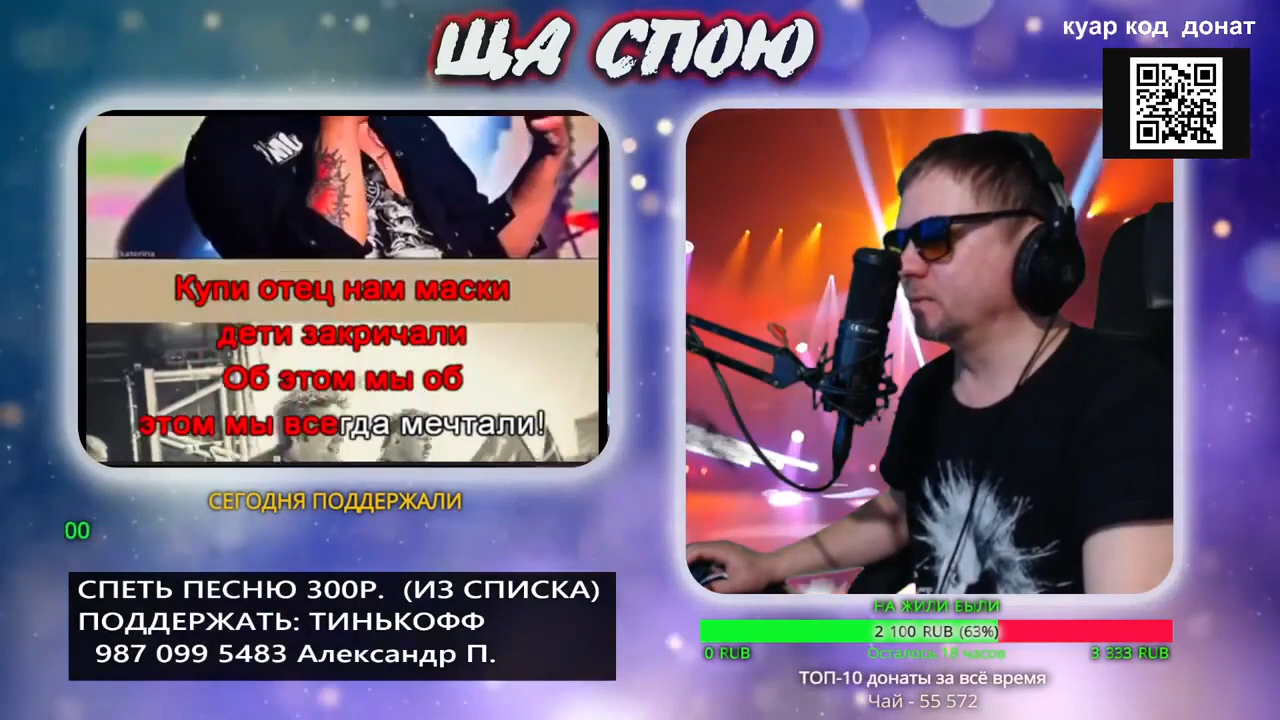 ЩА СПОЮ
куар код донат
Купи отец нам маски
дети закричали
Об этом мы об
этом мы всегда мечтали!
СЕГОДНЯ ПОДДЕРЖАЛИ
00
СПЕТЬ ПЕСНЮ 300Р. (ИЗ СПИСКА)
ПОДДЕРЖАТЬ: ТИНЬКОФФ
987 099 5483 Александр П.
НА ЖИЛИ БЫЛИ
2 100 RUB (63%)
0 RUB
Осталось 18 часов
3 333 RUB
ТОП-10 донаты за всё время
Чай - 55 572